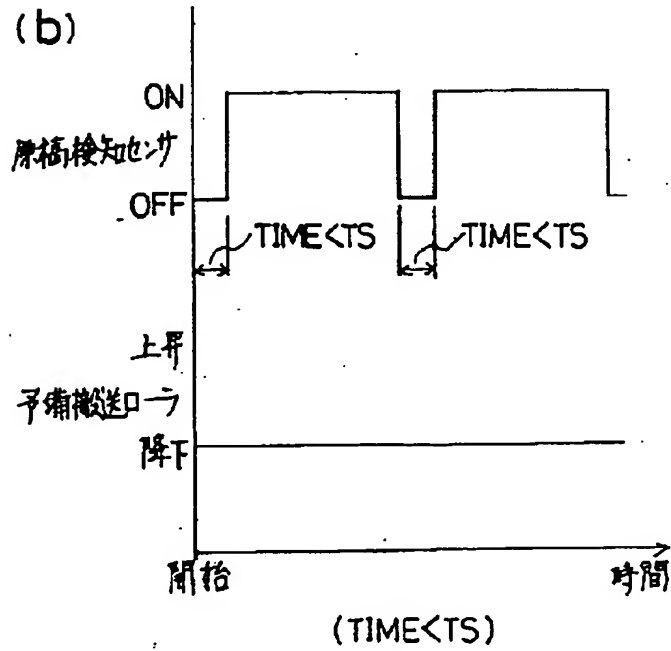 (b)
ON
原稿検知センサ
OFF
TIME<TS
TIME<TS
上昇
予備搬送ローラ
降下
開始
時間
(TIME<TS)